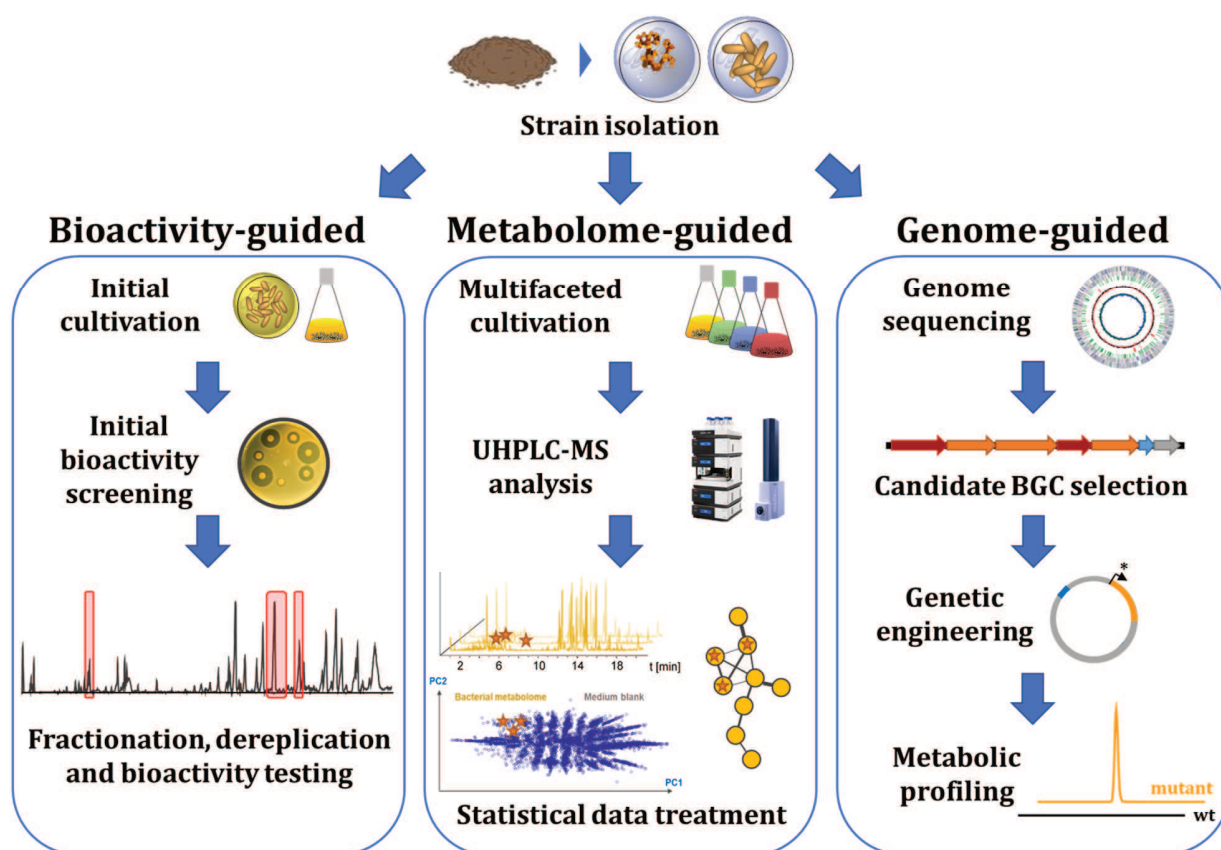 Strain isolation
Bioactivity-guided
Initial
cultivation
Initial
bioactivity
screening
Fractionation, dereplication
and bioactivity testing
Metabolome-guided
Multifaceted
cultivation
UHPLC-MS
analysis
2 6 10 14 18 t [min]
PC2
Bacterial metabolome Medium blank
PC1
Statistical data treatment
Genome-guided
Genome
sequencing
Candidate BGC selection
Genetic
engineering
*
Metabolic
profiling
mutant
wt